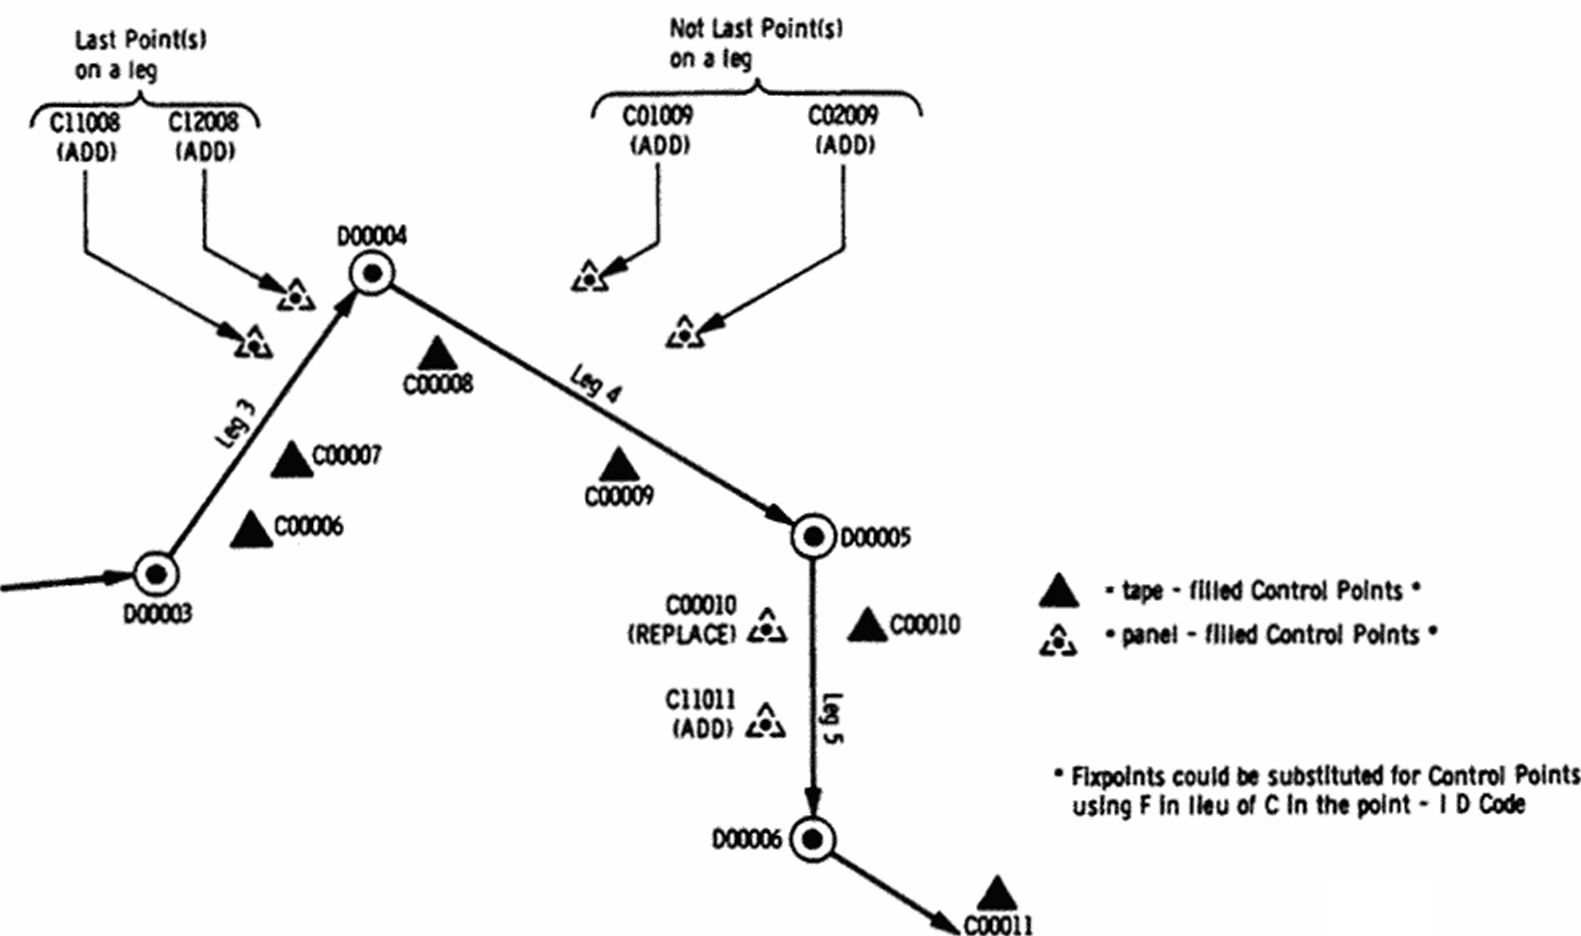 Last Point(s)
on a leg
C11008
(ADD)
C12008
(ADD)
Not Last Point(s)
on a leg
C01009
(ADD)
C02009
(ADD)
D00004
C00008
Leg 3
Leg 4
C00007
C00006
C00009
D00003
D00005
C00010
(REPLACE)
C00010
C11011
(ADD)
Leg 5
D00006
C00011
- tape - filled Control Points *
* panel - filled Control Points *
* Fixpoints could be substituted for Control Points
using F in lieu of C in the point - I D Code